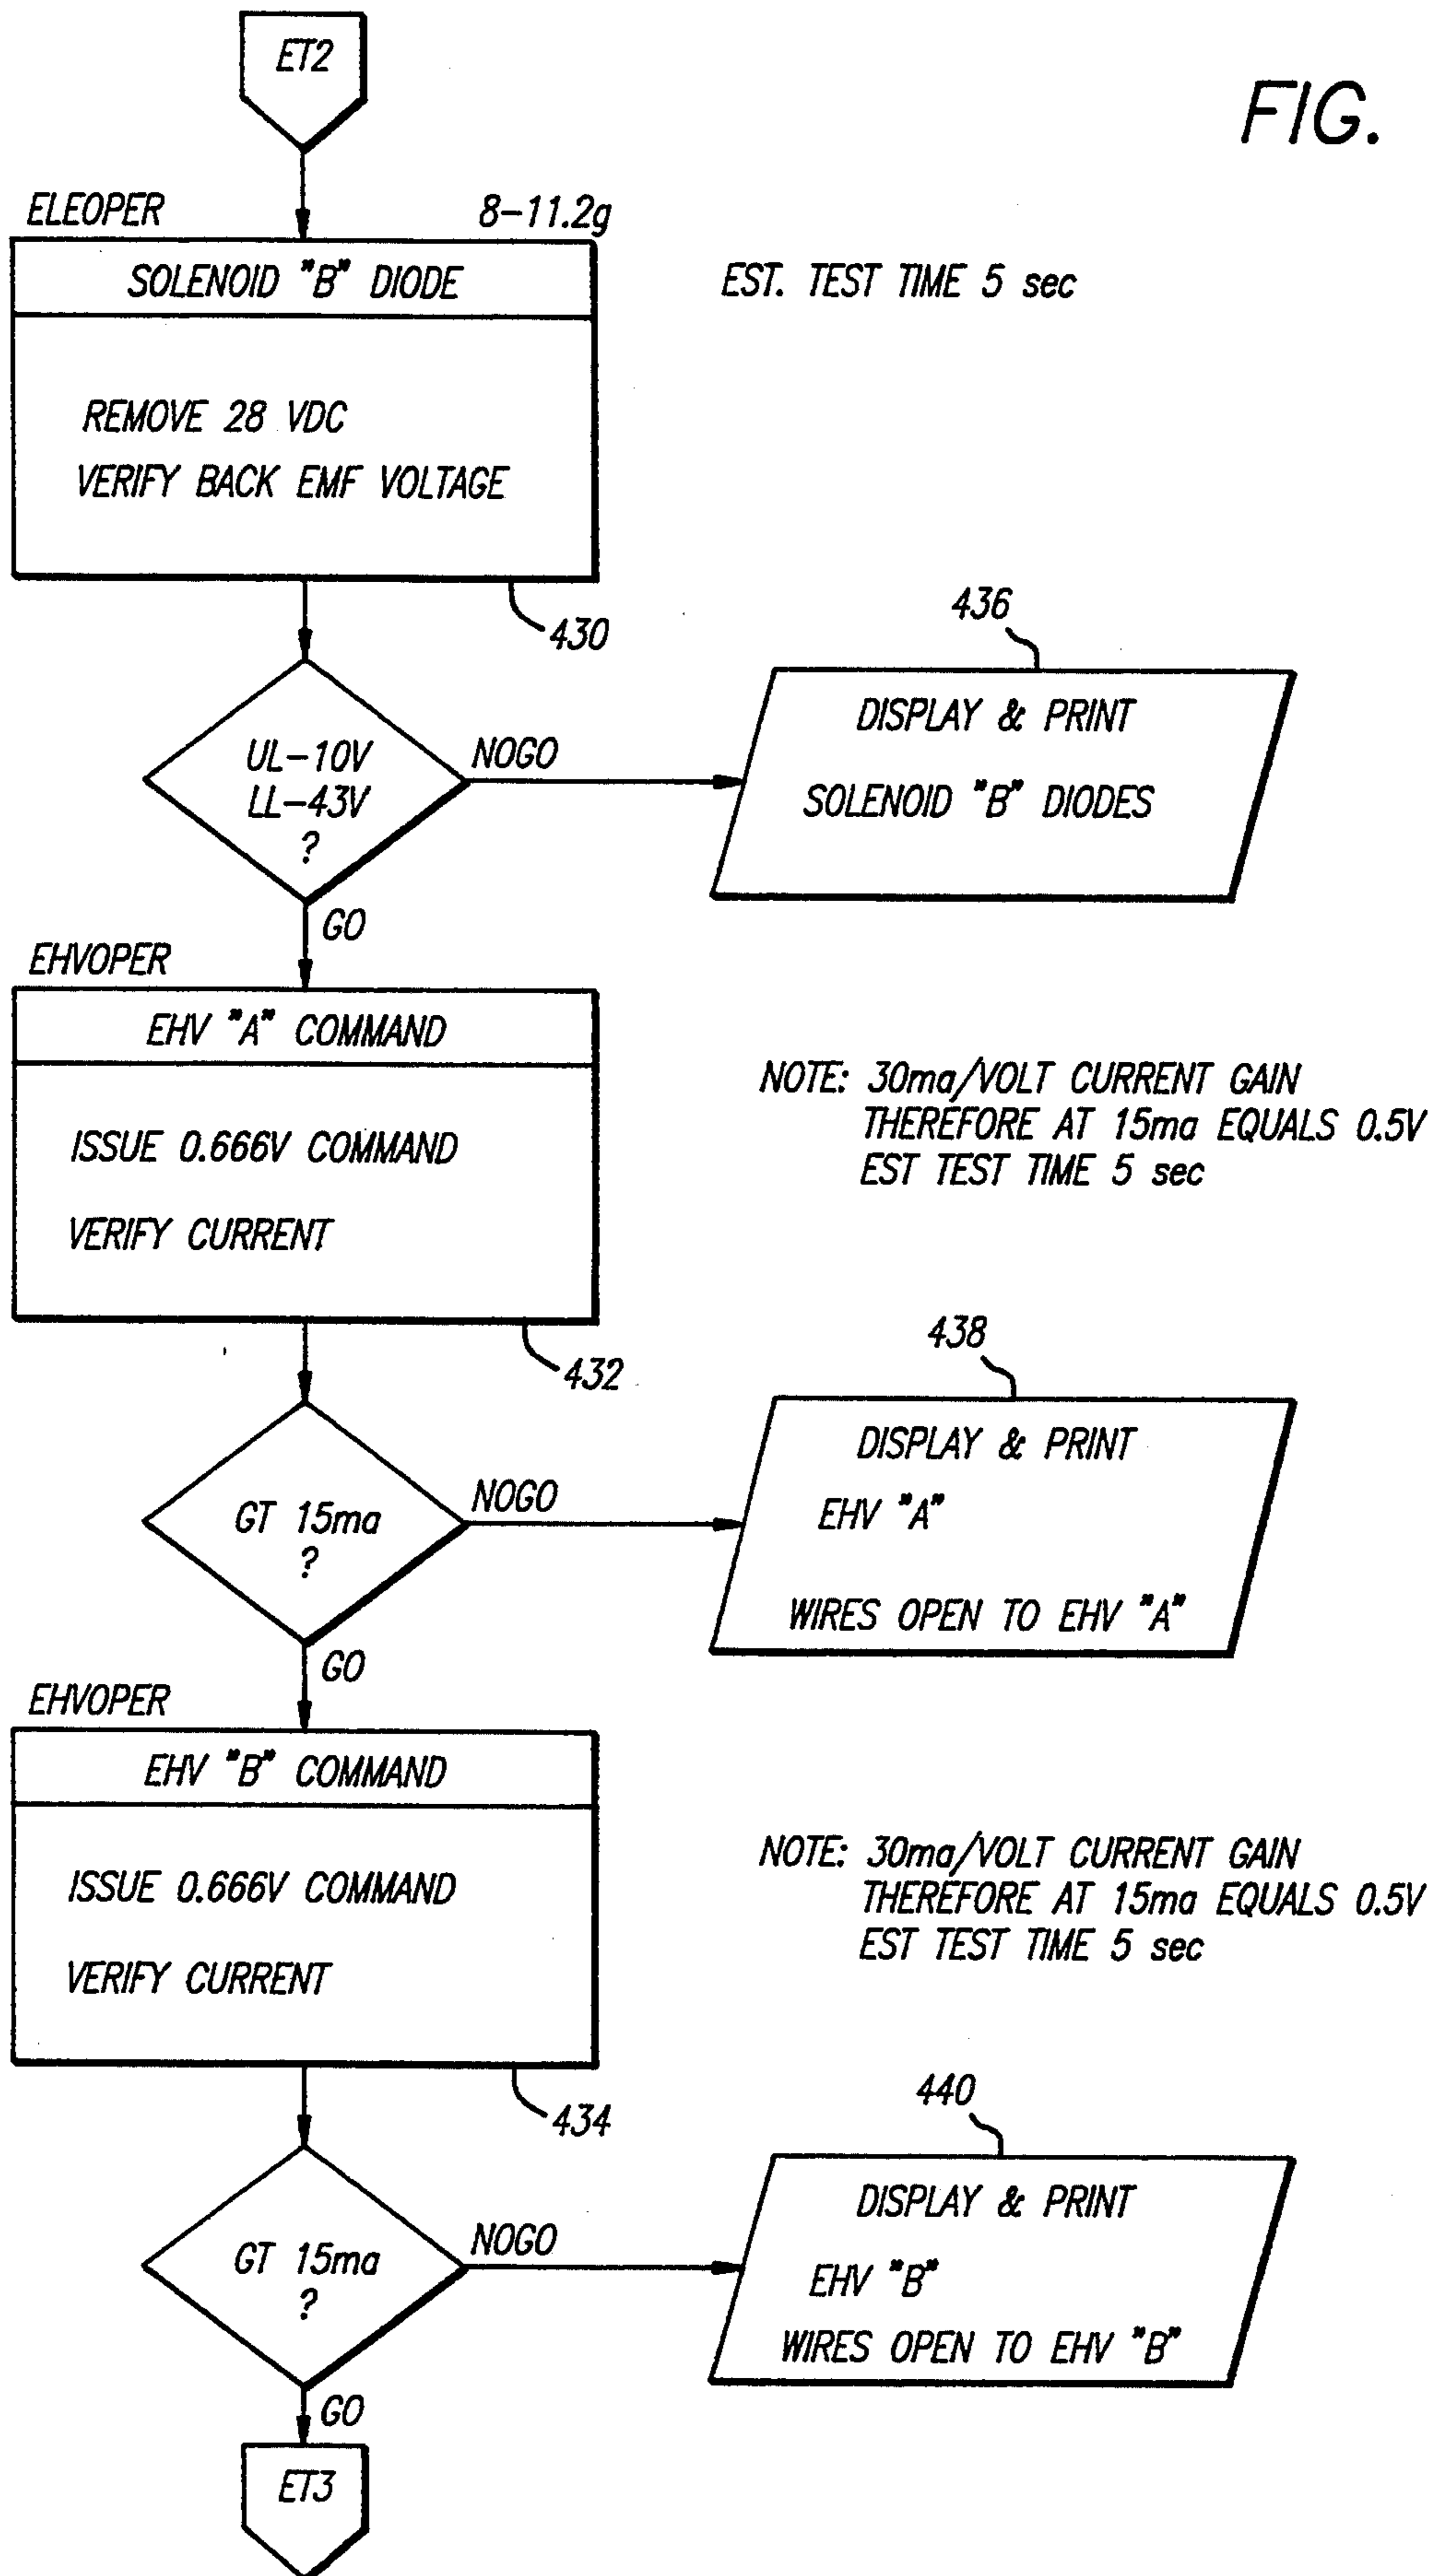 ET2
FIG.
ELEOPER
8-11.2g
SOLENOID "B" DIODE
EST. TEST TIME 5 sec
REMOVE 28 VDC
VERIFY BACK EMF VOLTAGE
430
436
UL-10V
LL-43V
?
NOGO
DISPLAY & PRINT
SOLENOID "B" DIODES
GO
EHVOPER
EHV "A" COMMAND
NOTE: 30ma/VOLT CURRENT GAIN
THEREFORE AT 15ma EQUALS 0.5V
EST TEST TIME 5 sec
ISSUE 0.666V COMMAND
VERIFY CURRENT
432
438
GT 15ma
?
NOGO
DISPLAY & PRINT
EHV "A"
WIRES OPEN TO EHV "A"
GO
EHVOPER
EHV "B" COMMAND
NOTE: 30ma/VOLT CURRENT GAIN
THEREFORE AT 15ma EQUALS 0.5V
EST TEST TIME 5 sec
ISSUE 0.666V COMMAND
VERIFY CURRENT
434
440
GT 15ma
?
NOGO
DISPLAY & PRINT
EHV "B"
WIRES OPEN TO EHV "B"
GO
ET3